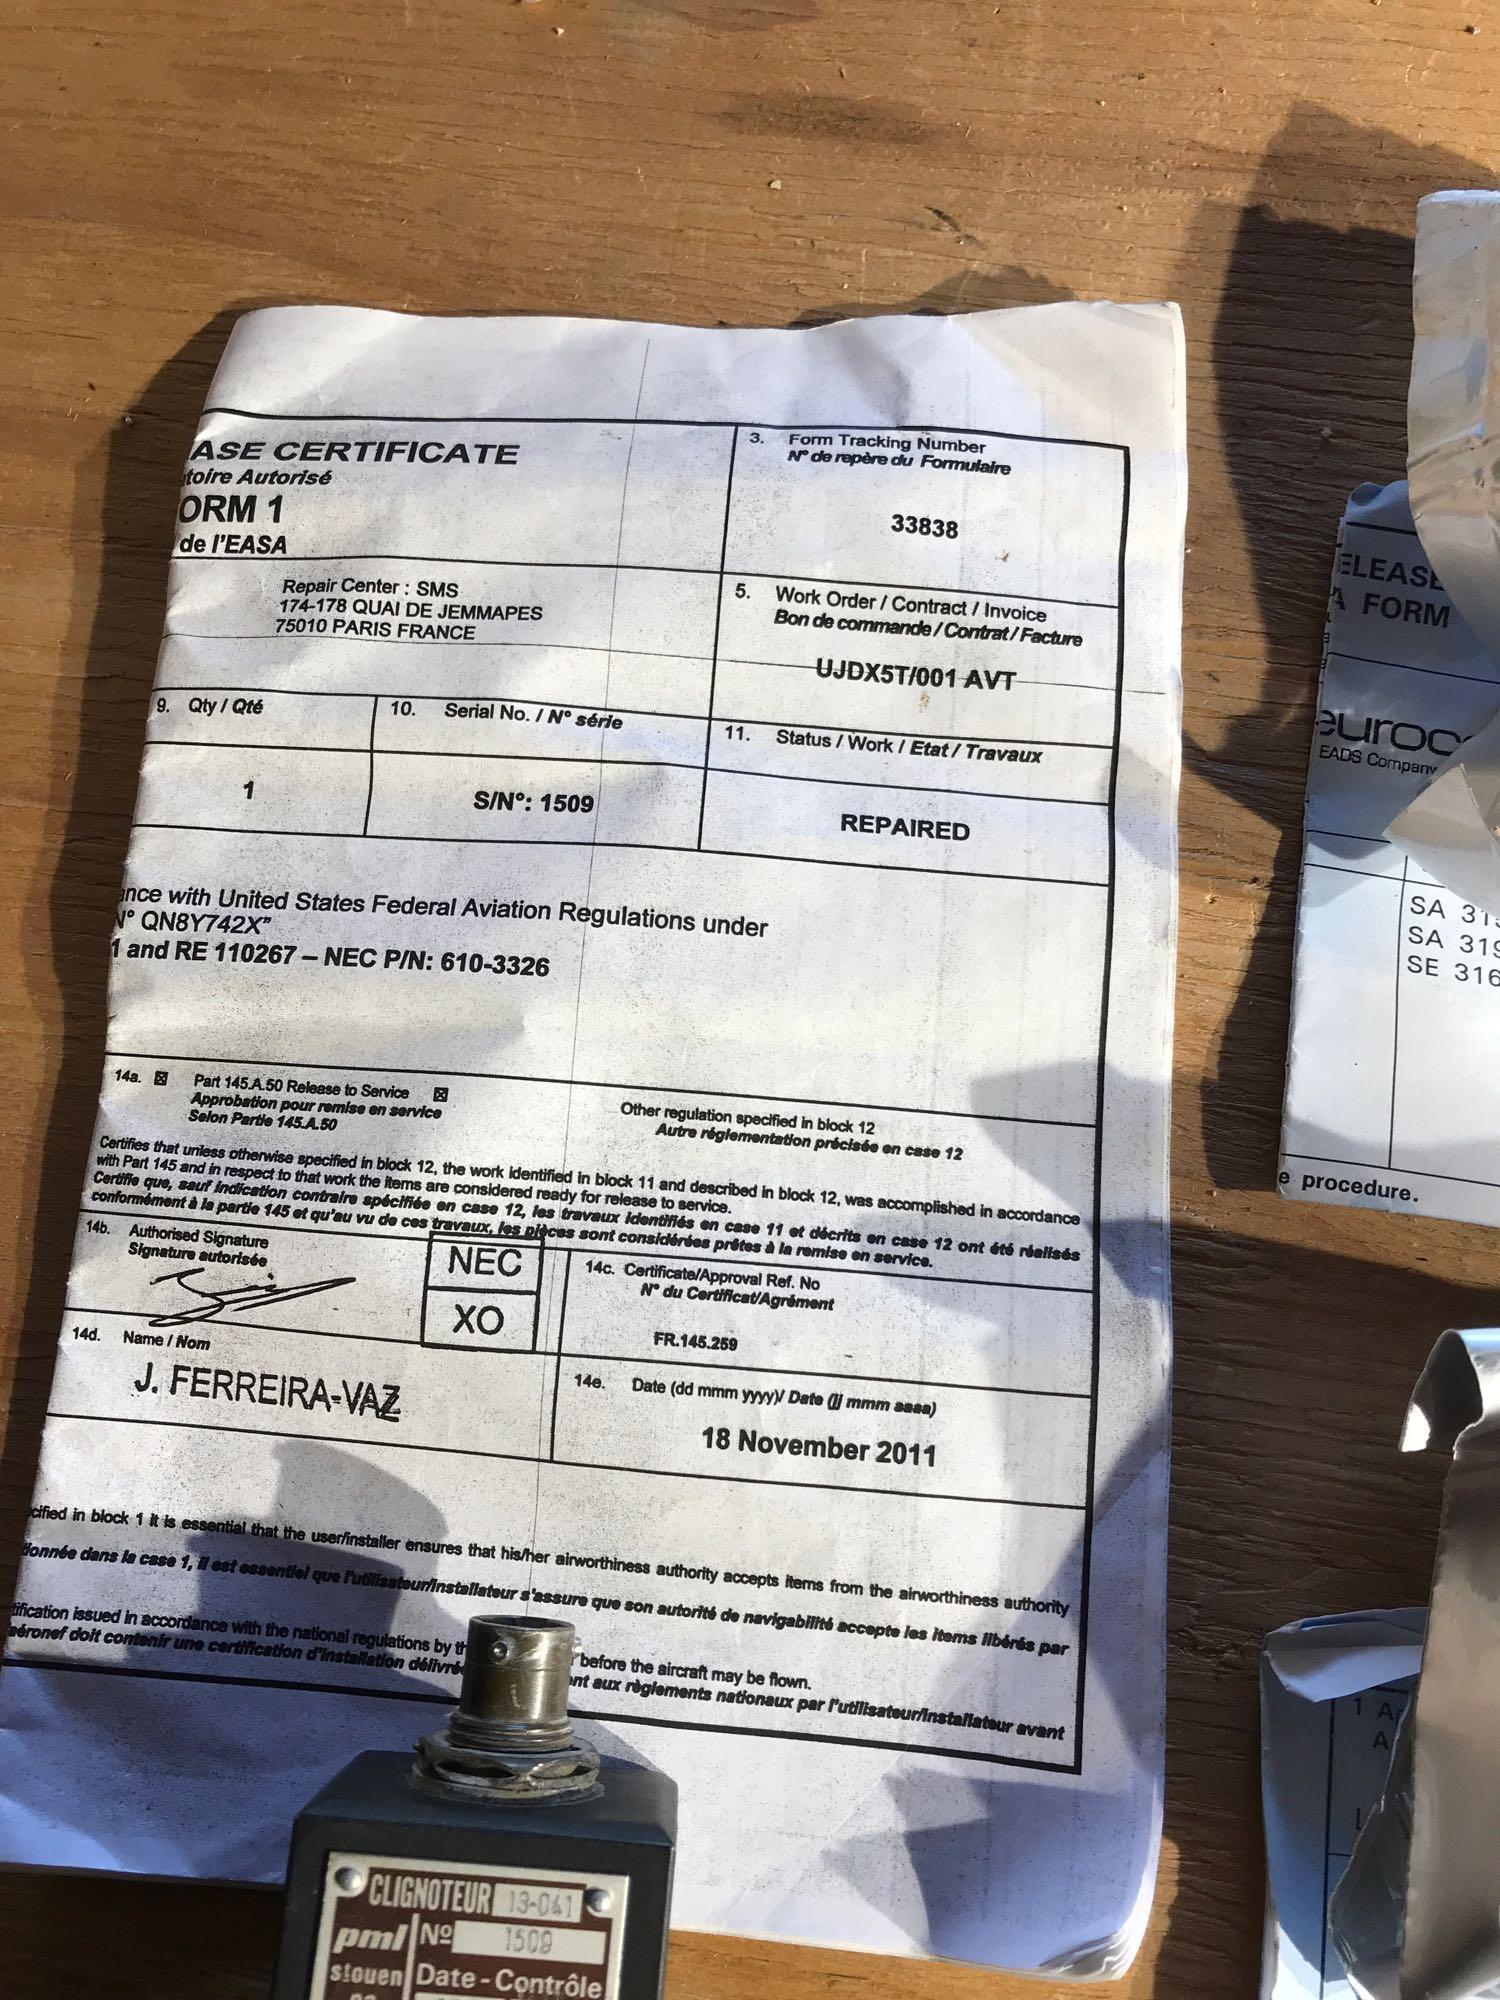 ASE CERTIFICATE
toire Autorisé
ORM 1
de l'EASA
3. Form Tracking Number
N° de repère du Formulaire
33838
Repair Center : SMS
174-178 QUAI DE JEMMAPES
75010 PARIS FRANCE
5. Work Order / Contract / Invoice
Bon de commande / Contrat / Facture
UJDX5T/001 AVT
9. Qty / Qté
10. Serial No. / N° série
11. Status / Work / Etat / Travaux
1
S/N°: 1509
REPAIRED
ance with United States Federal Aviation Regulations under
N° QN8Y742X"
1 and RE 110267 – NEC P/N: 610-3326
14a. ☒ Part 145.A.50 Release to Service ☒
Approbation pour remise en service
Selon Partie 145.A.50
Other regulation specified in block 12
Autre réglementation précisée en case 12
Certifies that unless otherwise specified in block 12, the work identified in block 11 and described in block 12, was accomplished in accordance
with Part 145 and in respect to that work the items are considered ready for release to service.
Certifie que, sauf indication contraire spécifiée en case 12, les travaux identifiés en case 11 et décrits en case 12 ont été réalisés
conformément à la partie 145 et qu'au vu de ces travaux, les pièces sont considérées prêtes à la remise en service.
14b. Authorised Signature
Signature autorisée
NEC
XO
14c. Certificate/Approval Ref. No
N° du Certificat/Agrément
FR.145.259
14d. Name / Nom
J. FERREIRA-VAZ
14e. Date (dd mmm yyyy)/ Date (jj mmm aaaa)
18 November 2011
cified in block 1 it is essential that the user/installer ensures that his/her airworthiness authority accepts items from the airworthiness authority
tionnée dans la case 1, il est essentiel que l'utilisateur/installateur s'assure que son autorité de navigabilité accepte les items libérés par
tification issued in accordance with the national regulations by th
before the aircraft may be flown.
aéronef doit contenir une certification d'installation délivré
nt aux règlements nationaux par l'utilisateur/installateur avant
CLIGNOTEUR 13-041
pml
No 1509
stouen
Date-Contrôle
ELEASE
A FORM
euroc
EADS Company
SA 315
SA 319
SE 316
e procedure.
1 A
A
L